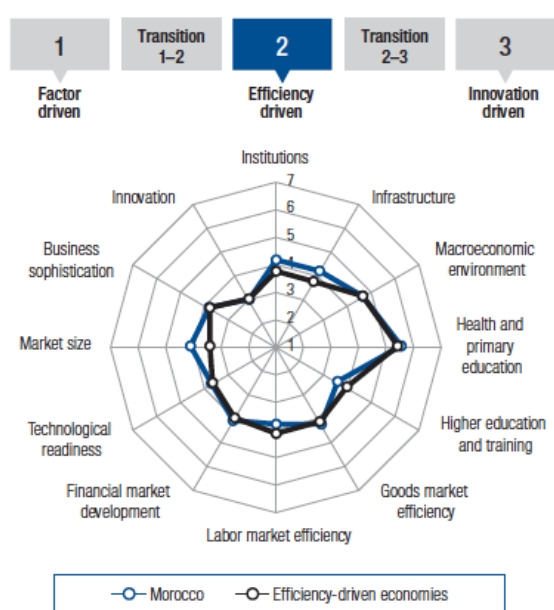 1
Transition
1–2
2
Transition
2–3
3
Factor
driven
Efficiency
driven
Innovation
driven
Institutions
7
Innovation
Infrastructure
6
5
Business
sophistication
Macroeconomic
environment
4
3
2
Market size
1
Health and
primary
education
Technological
readiness
Higher education
and training
Financial market
development
Goods market
efficiency
Labor market efficiency
Morocco
Efficiency-driven economies